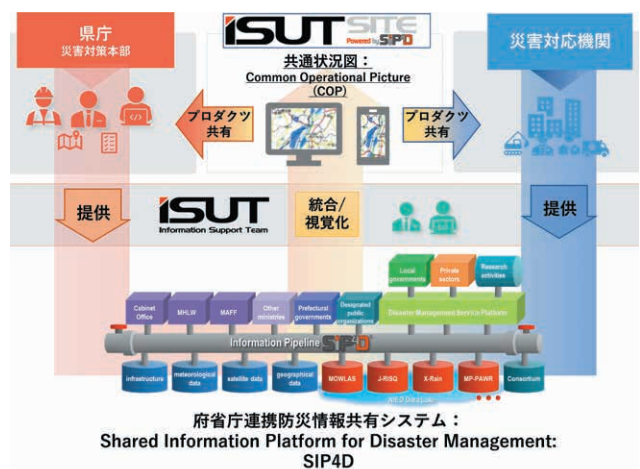 県庁
災害対策本部
iSUT SITE
Powered by SIP4D
災害対応機関
共通状況図:
Common Operational Picture
(COP)
プロダクツ
共有
プロダクツ
共有
提供
iSUT
Information Support Team
統合/
視覚化
提供
Local
governments
Private
sectors
Research
activities
Cabinet
Office
MHLW
MAFF
Other
ministries
Prefectural
governments
Designated
public
organizations
Disaster Management Service Platform
Information Pipeline SIP4D
infrastructure
meteorological
data
satellite data
geographical
data
MOWLAS
J-RISQ
X-Rain
MP-PAWR
Consortium
NIED Data Lake
府省庁連携防災情報共有システム:
Shared Information Platform for Disaster Management:
SIP4D